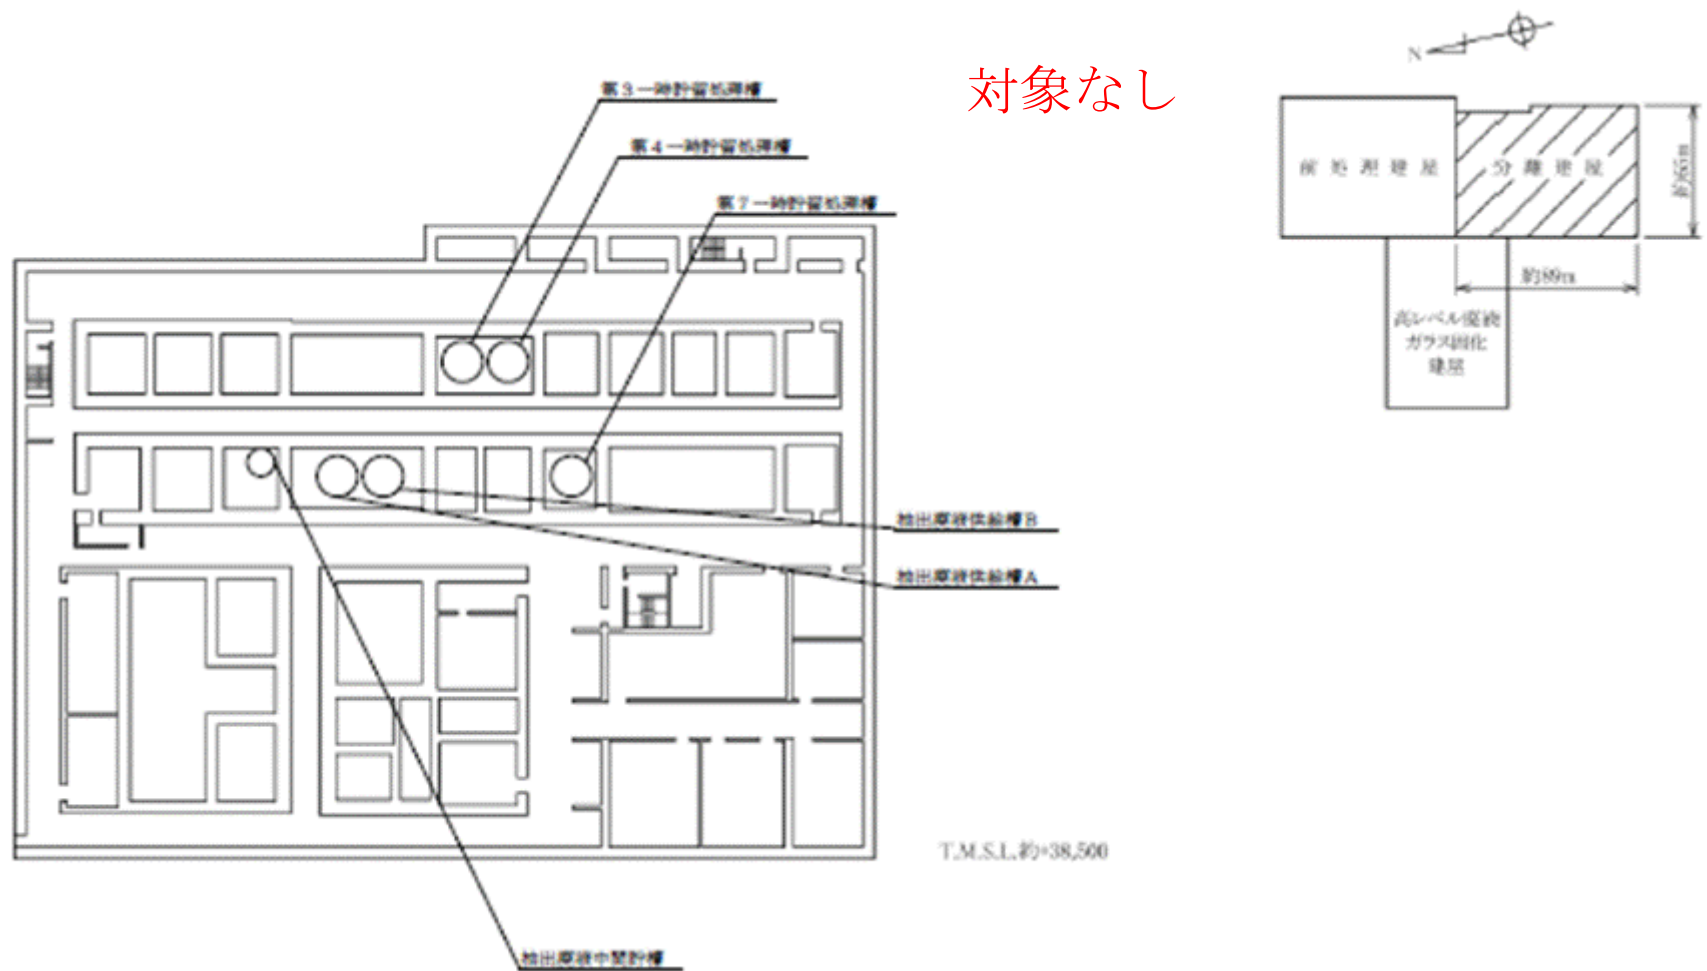 対象なし
第3一時貯留処理槽
第4一時貯留処理槽
第7一時貯留処理槽
N
前処理建屋
分離建屋
約65m
約89m
高レベル廃液
ガラス固化
建屋
抽出廃液供給槽B
抽出廃液供給槽A
T.M.S.L.約+38,500
抽出廃液中間貯槽